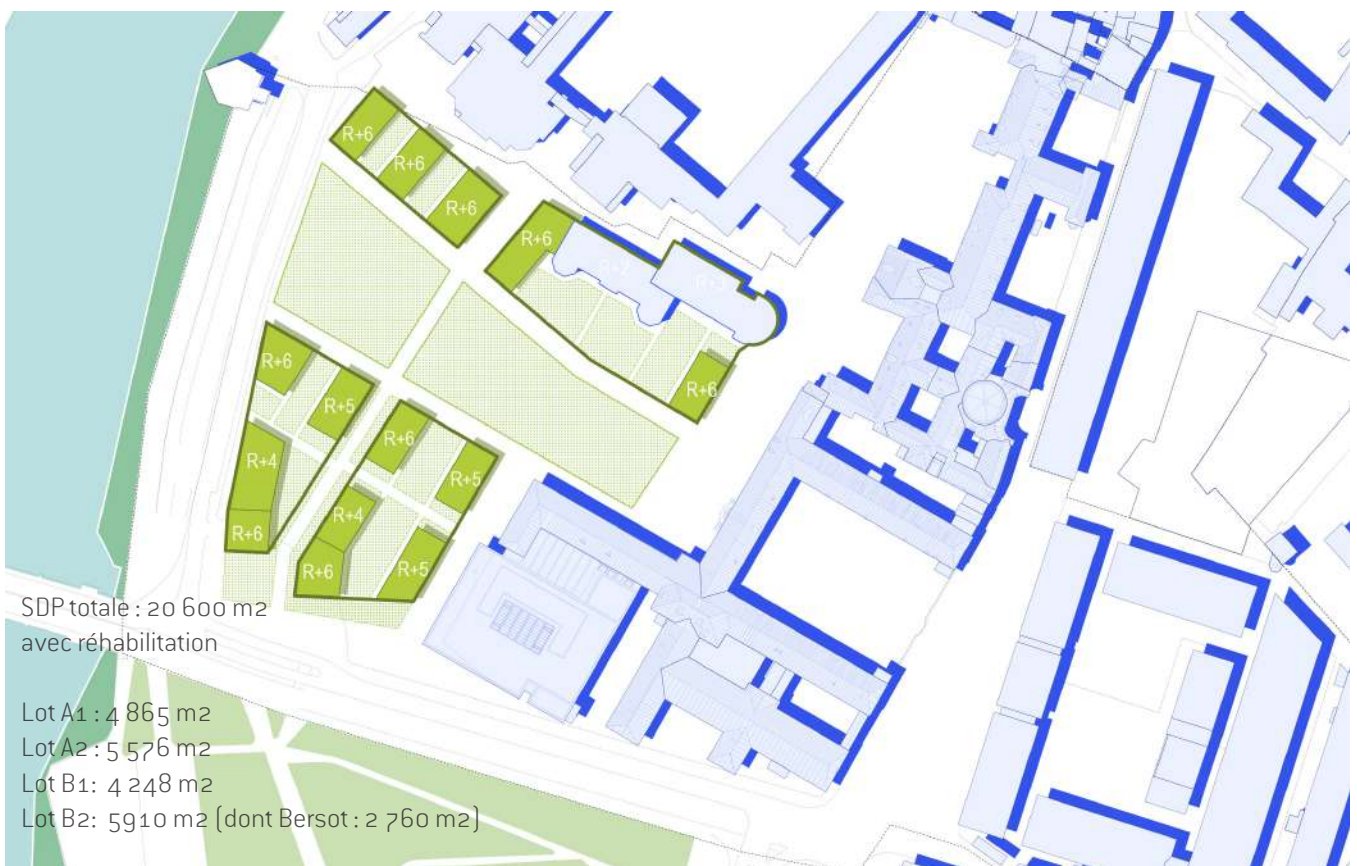 R+6
R+6
R+6
R+6
R+2
R+3
R+6
R+6
R+5
R+6
R+4
R+5
R+4
R+6
R+6
R+5
SDP totale : 20 600 m2
avec réhabilitation
Lot A1 : 4 865 m2
Lot A2 : 5 576 m2
Lot B1: 4 248 m2
Lot B2: 5910 m2 (dont Bersot : 2 760 m2)